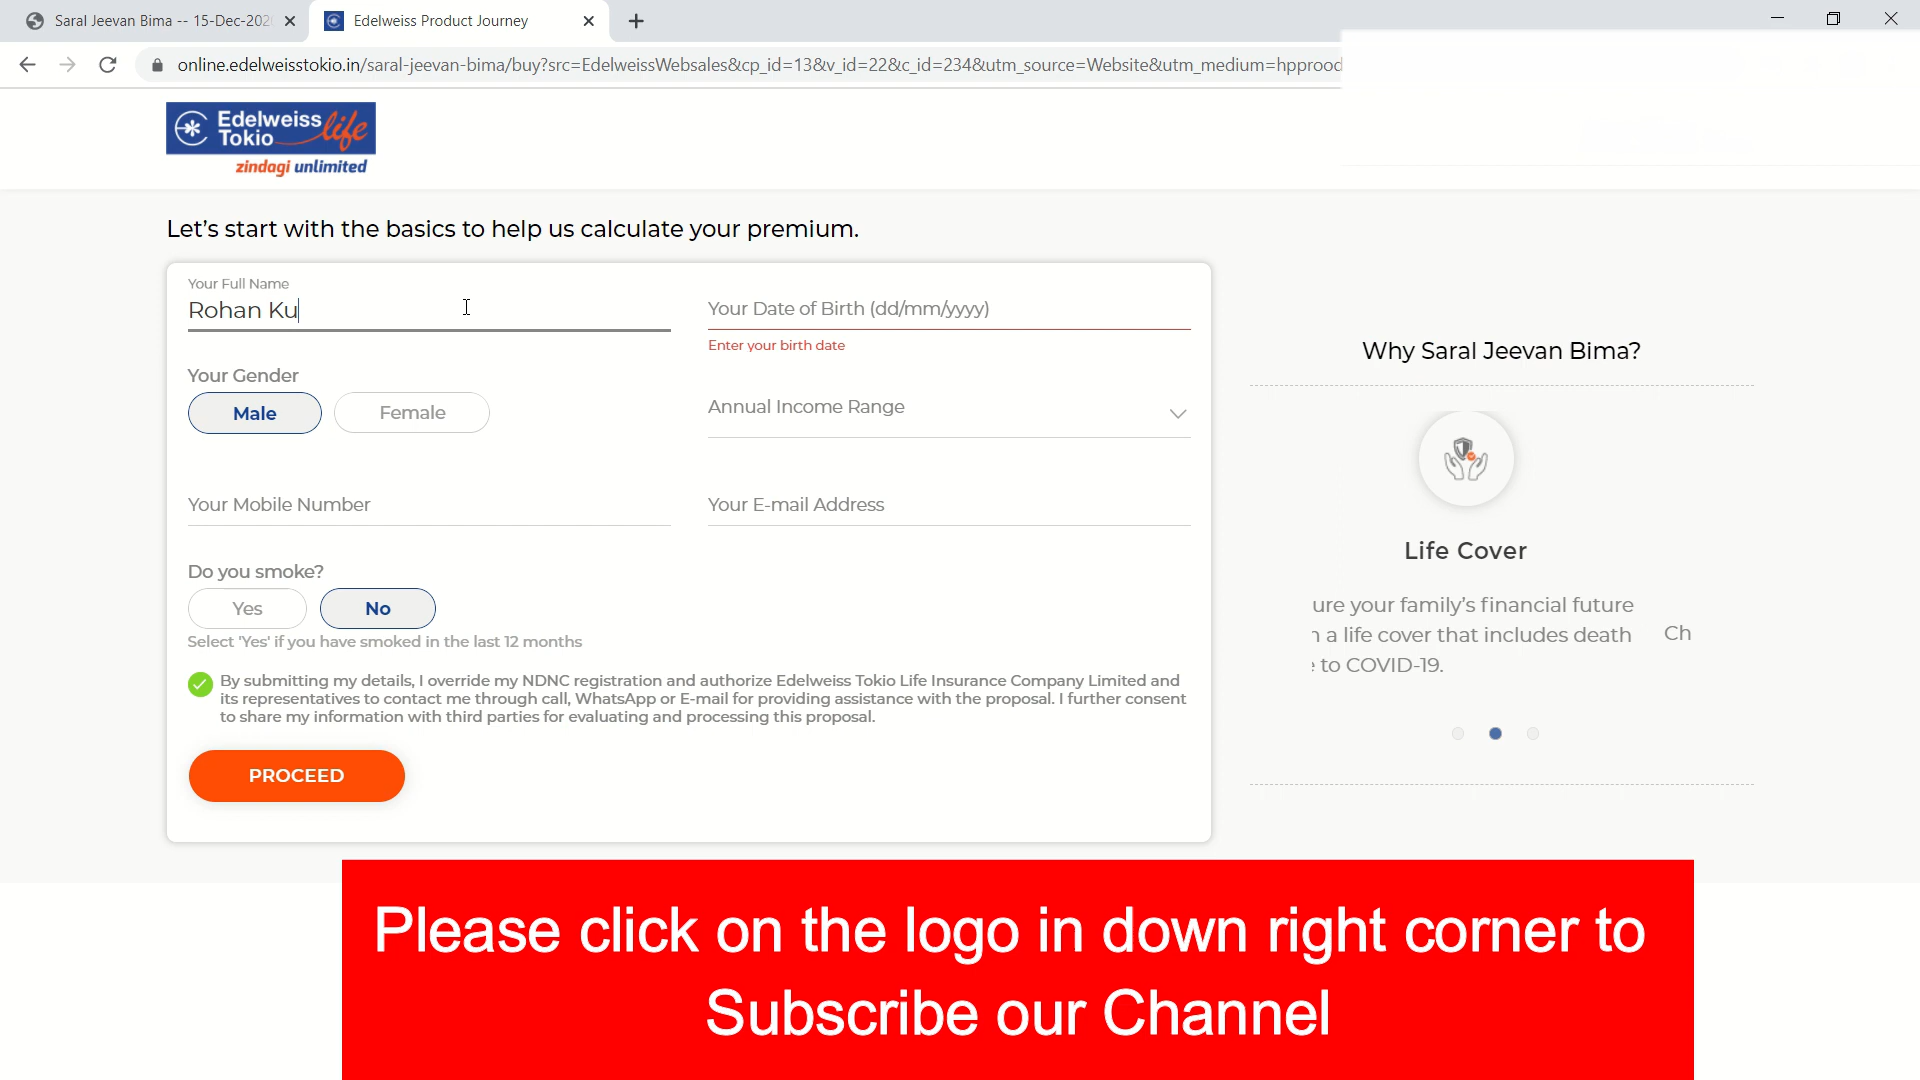 Saral Jeevan Bima -- 15-Dec-202
Edelweiss Product Journey
online.edelweisstokio.in/saral-jeevan-bima/buy?src=EdelweissWebsales&cp_id=13&v_id=22&c_id=234&utm_source=Website&utm_medium=hpprood
Edelweiss
Tokio life
zindagi unlimited
Let's start with the basics to help us calculate your premium.
Your Full Name
Rohan Ku
Your Date of Birth (dd/mm/yyyy)
Enter your birth date
Your Gender
Male Female
Annual Income Range
Your Mobile Number
Your E-mail Address
Do you smoke?
Yes No
Select 'Yes' if you have smoked in the last 12 months
By submitting my details, I override my NDNC registration and authorize Edelweiss Tokio Life Insurance Company Limited and
its representatives to contact me through call, WhatsApp or E-mail for providing assistance with the proposal. I further consent
to share my information with third parties for evaluating and processing this proposal.
PROCEED
Why Saral Jeevan Bima?
Life Cover
ure your family's financial future
a life cover that includes death
to COVID-19.
Ch
Please click on the logo in down right corner to
Subscribe our Channel